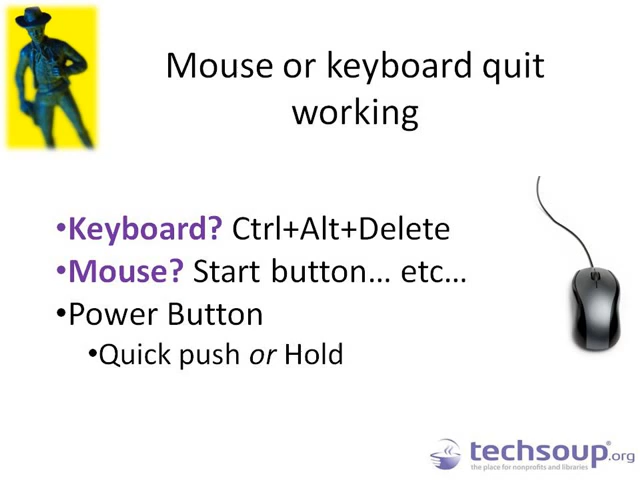 Mouse or keyboard quit
working
•Keyboard? Ctrl+Alt+Delete
•Mouse? Start button… etc…
•Power Button
•Quick push or Hold
techsoup®.org
the place for nonprofits and libraries